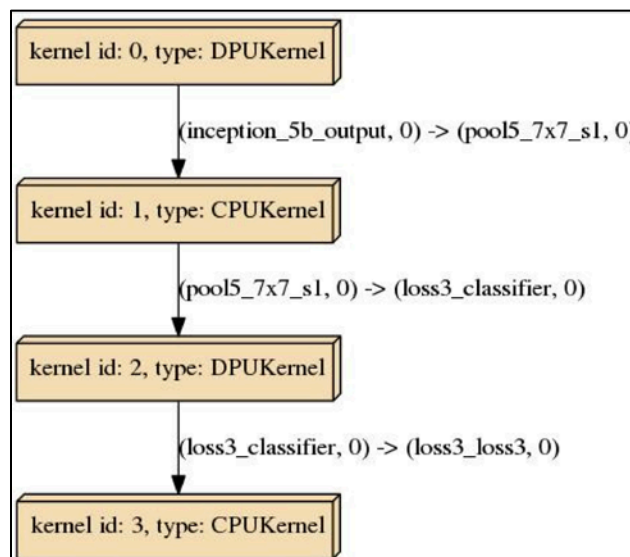 kernel id: 0, type: DPUKernel
(inception_5b_output, 0) -> (pool5_7x7_s1, 0)
kernel id: 1, type: CPUKernel
(pool5_7x7_s1, 0) -> (loss3_classifier, 0)
kernel id: 2, type: DPUKernel
(loss3_classifier, 0) -> (loss3_loss3, 0)
kernel id: 3, type: CPUKernel